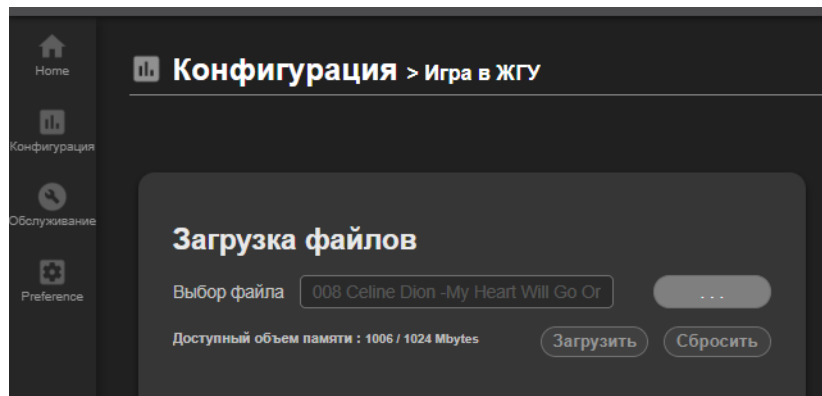 Home
Конфигурация
Обслуживание
Preference
Конфигурация > Игра в ЖГУ
Загрузка файлов
Выбор файла 008 Celine Dion -My Heart Will Go Or ...
Доступный объем памяти : 1006 / 1024 Mbytes Загрузить Сбросить